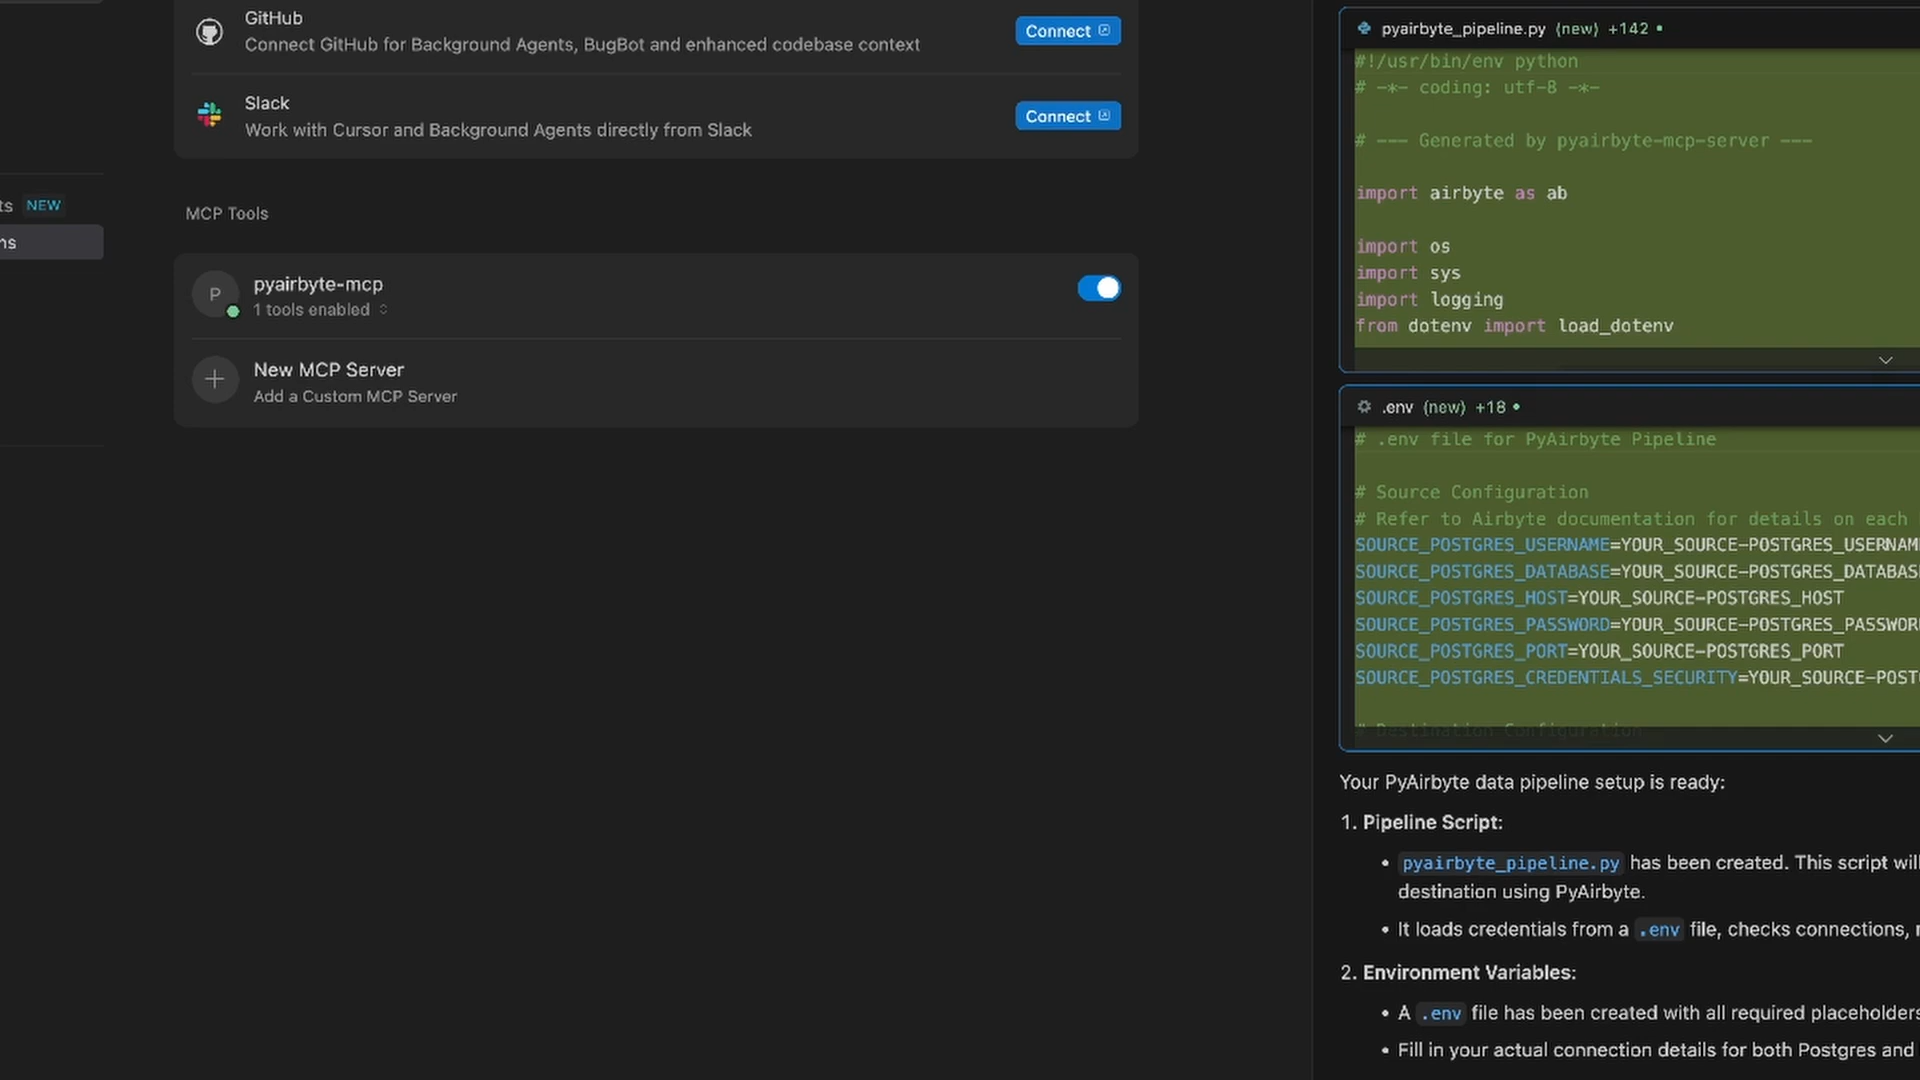 GitHub
Connect GitHub for Background Agents, BugBot and enhanced codebase context
Connect
Slack
Work with Cursor and Background Agents directly from Slack
Connect
ts NEW
ns
MCP Tools
P
pyairbyte-mcp
1 tools enabled
New MCP Server
Add a Custom MCP Server
pyairbyte_pipeline.py (new) +142 •
#!/usr/bin/env python
# -*- coding: utf-8 -*-
# --- Generated by pyairbyte-mcp-server ---
import airbyte as ab
import os
import sys
import logging
from dotenv import load_dotenv
.env (new) +18 •
# .env file for PyAirbyte Pipeline
# Source Configuration
# Refer to Airbyte documentation for details on each
SOURCE_POSTGRES_USERNAME=YOUR_SOURCE-POSTGRES_USERNAME
SOURCE_POSTGRES_DATABASE=YOUR_SOURCE-POSTGRES_DATABAS
SOURCE_POSTGRES_HOST=YOUR_SOURCE-POSTGRES_HOST
SOURCE_POSTGRES_PASSWORD=YOUR_SOURCE-POSTGRES_PASSWOR
SOURCE_POSTGRES_PORT=YOUR_SOURCE-POSTGRES_PORT
SOURCE_POSTGRES_CREDENTIALS_SECURITY=YOUR_SOURCE-POST
# Destination Configuration
Your PyAirbyte data pipeline setup is ready:
1. Pipeline Script:
• pyairbyte_pipeline.py has been created. This script will
destination using PyAirbyte.
• It loads credentials from a .env file, checks connections,
2. Environment Variables:
• A .env file has been created with all required placeholders
• Fill in your actual connection details for both Postgres and